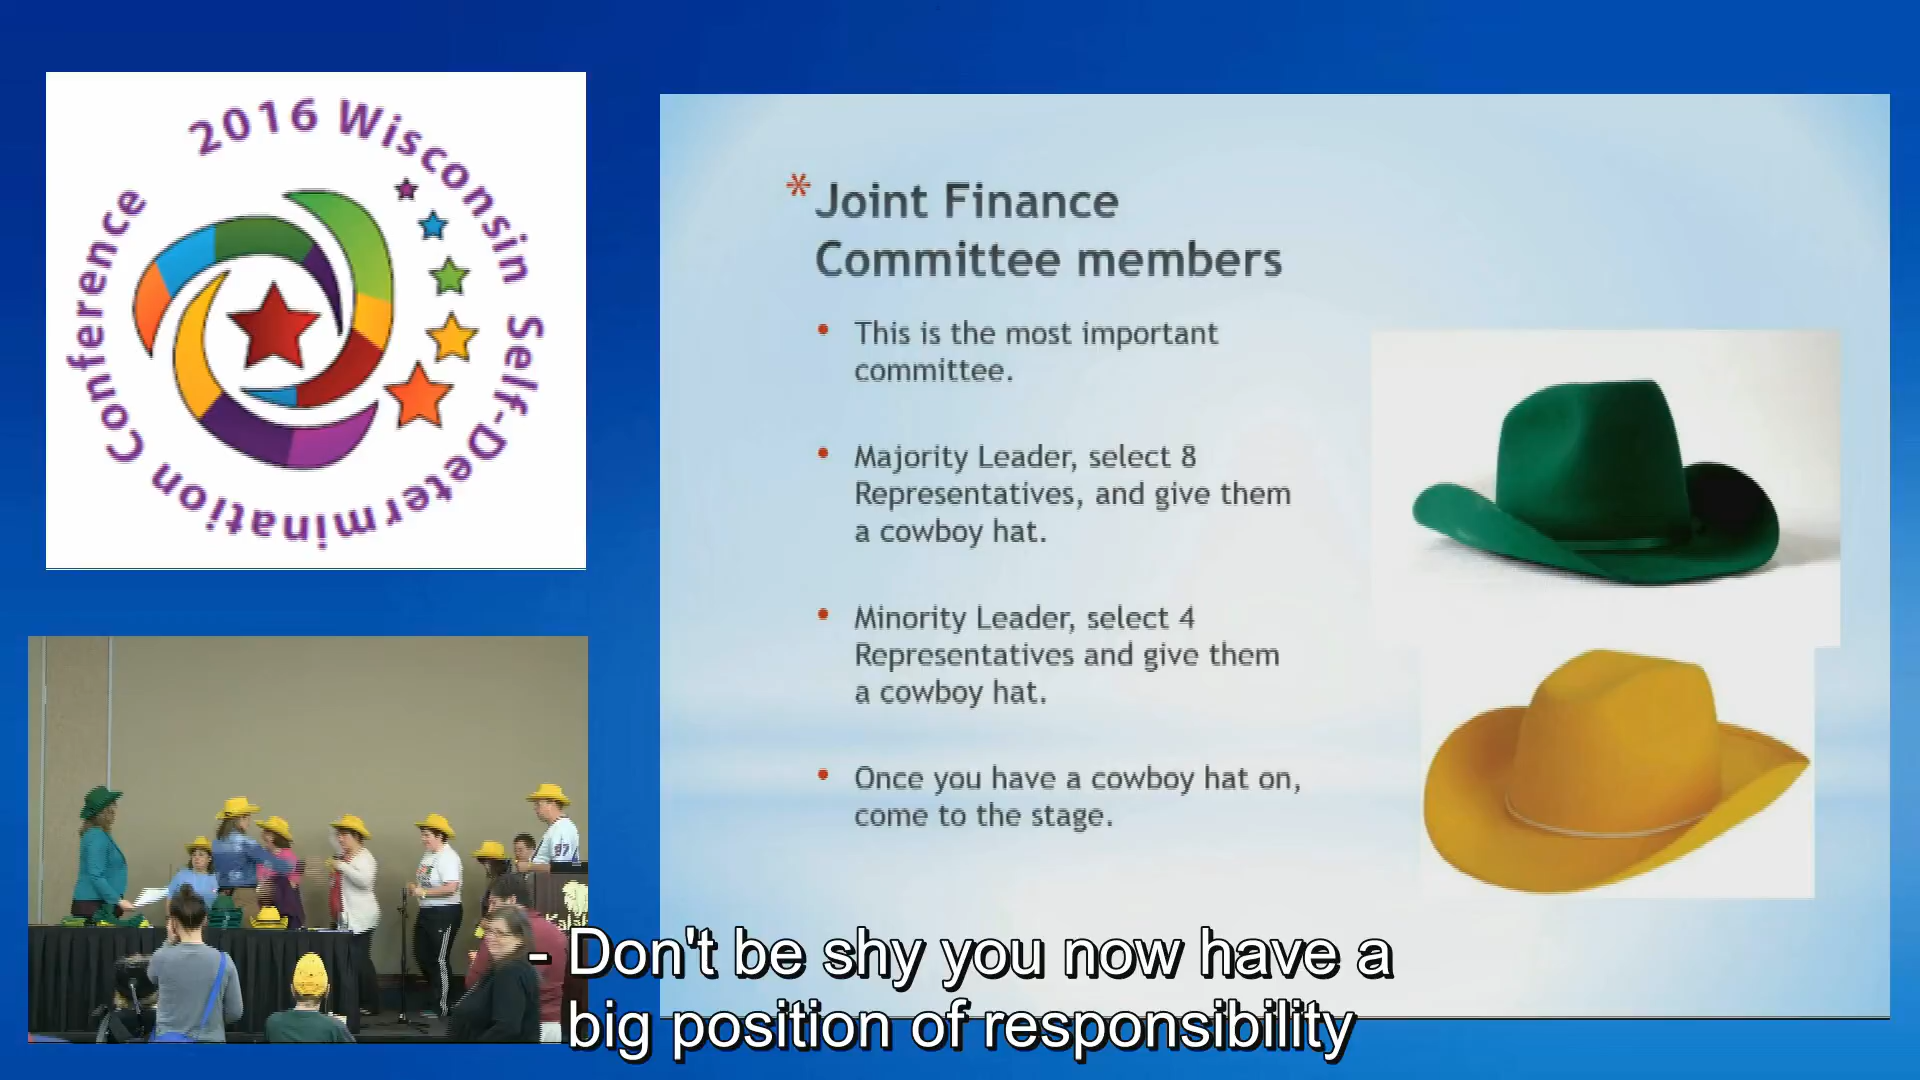 2016 Wisconsin Self-Determination Conference
* Joint Finance
Committee members
• This is the most important
committee.
• Majority Leader, select 8
Representatives, and give them
a cowboy hat.
• Minority Leader, select 4
Representatives and give them
a cowboy hat.
• Once you have a cowboy hat on,
come to the stage.
- Don't be shy you now have a
big position of responsibility